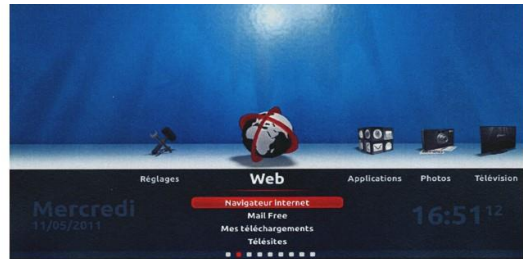 Réglages
Web
Applications
Photos
Télévision
Navigateur internet
Mail Free
Mes téléchargements
Télésites
Mercredi
11/05/2011
16:51 12